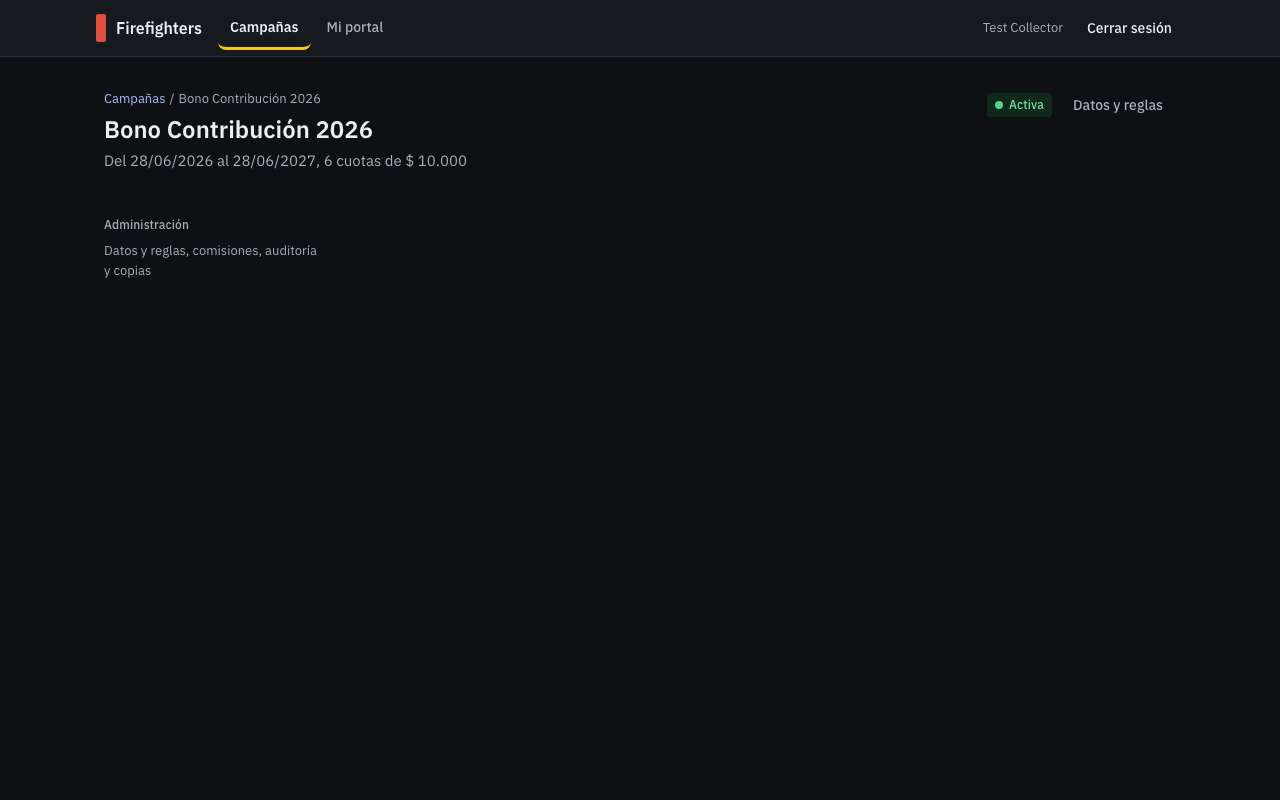 Firefighters
Campañas
Mi portal
Test Collector
Cerrar sesión
Campañas / Bono Contribución 2026
Activa
Datos y reglas
Bono Contribución 2026
Del 28/06/2026 al 28/06/2027, 6 cuotas de $ 10.000
Administración
Datos y reglas, comisiones, auditoría
y copias